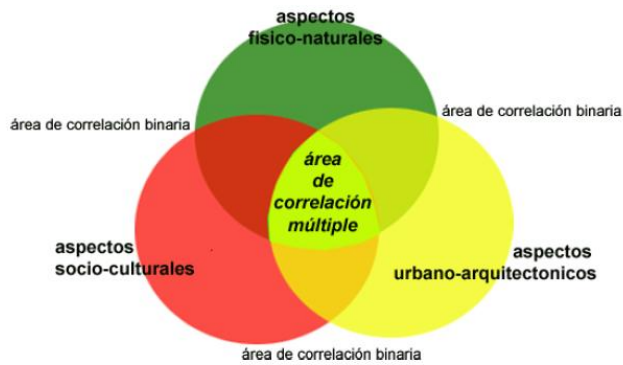 aspectos
fisico-naturales
área de correlación binaria
área de correlación binaria
área
de
correlación
múltiple
aspectos
socio-culturales
aspectos
urbano-arquitectonicos
área de correlación binaria